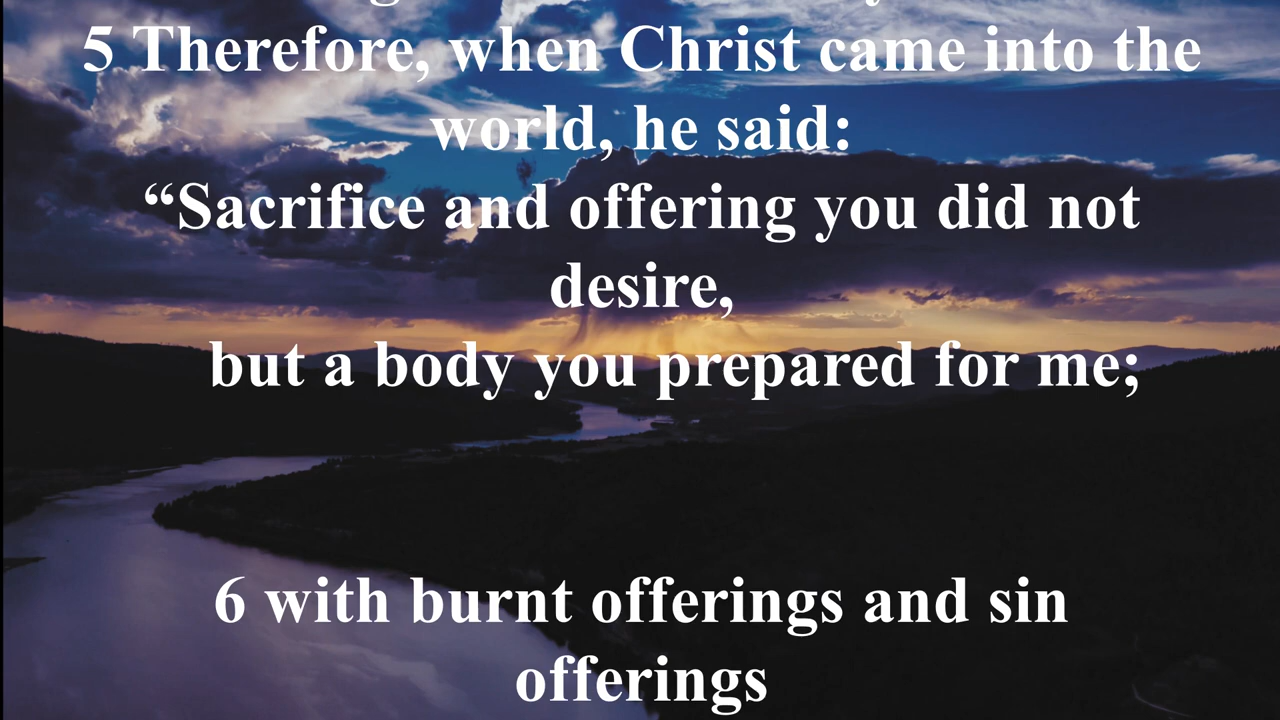 5 Therefore, when Christ came into the
world, he said:
“Sacrifice and offering you did not
desire,
but a body you prepared for me;
6 with burnt offerings and sin
offerings